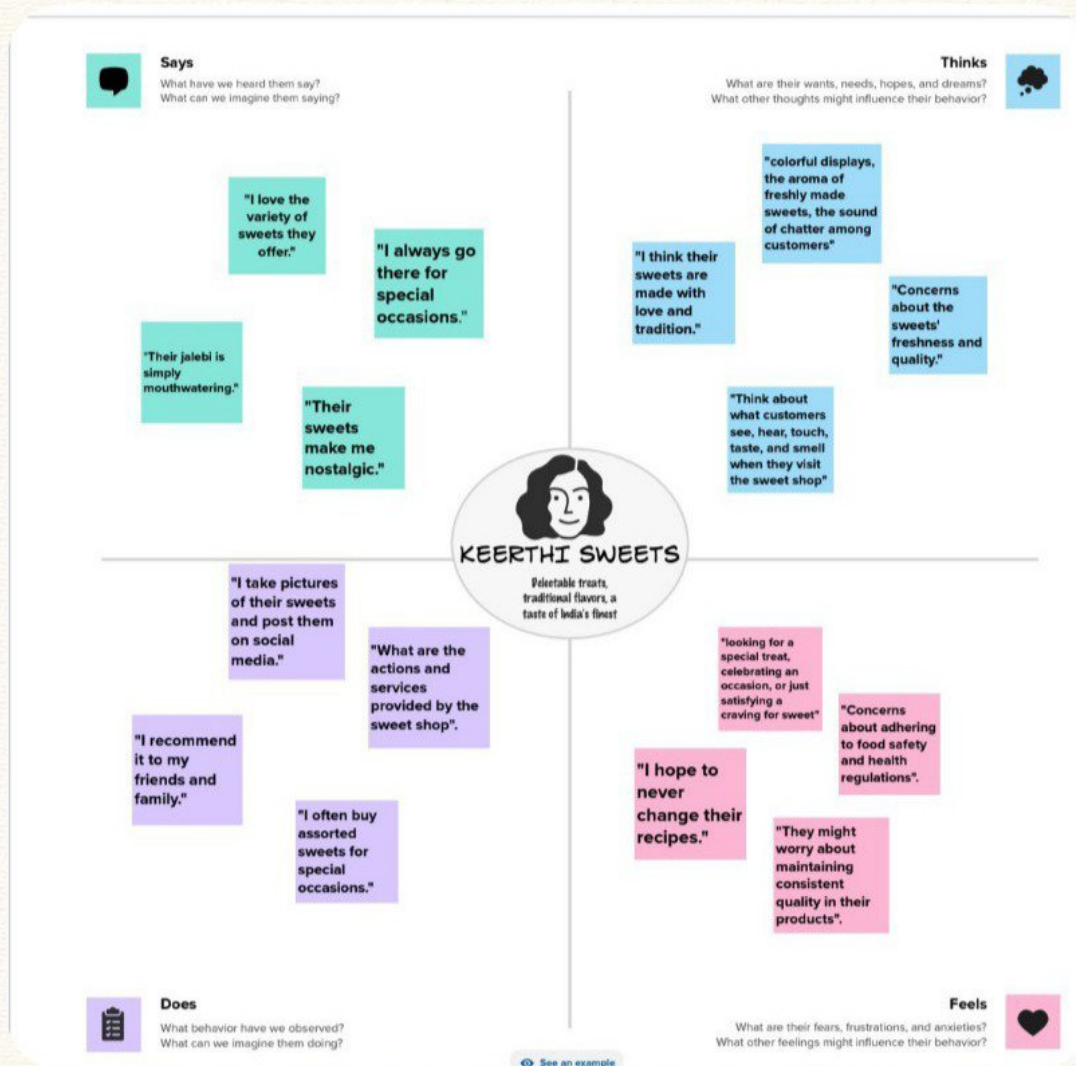 Says
What have we heard them say?
What can we imagine them saying?
Thinks
What are their wants, needs, hopes, and dreams?
What other thoughts might influence their behavior?
"I love the
variety of
sweets they
offer."
"I always go
there for
special
occasions."
"Their jalebi is
simply
mouthwatering."
"Their
sweets
make me
nostalgic."
"colorful displays,
the aroma of
freshly made
sweets, the sound
of chatter among
customers"
"I think their
sweets are
made with
love and
tradition."
"Concerns
about the
sweets'
freshness and
quality."
"Think about
what customers
see, hear, touch,
taste, and smell
when they visit
the sweet shop"
KEERTHI SWEETS
Delectable treats,
traditional flavors, a
taste of India's finest
"I take pictures
of their sweets
and post them
on social
media."
"What are the
actions and
services
provided by the
sweet shop".
"I recommend
it to my
friends and
family."
"I often buy
assorted
sweets for
special
occasions."
"looking for a
special treat,
celebrating an
occasion, or just
satisfying a
craving for sweet"
"Concerns
about adhering
to food safety
and health
regulations".
"I hope to
never
change their
recipes."
"They might
worry about
maintaining
consistent
quality in their
products".
Does
What behavior have we observed?
What can we imagine them doing?
Feels
What are their fears, frustrations, and anxieties?
What other feelings might influence their behavior?
See an example